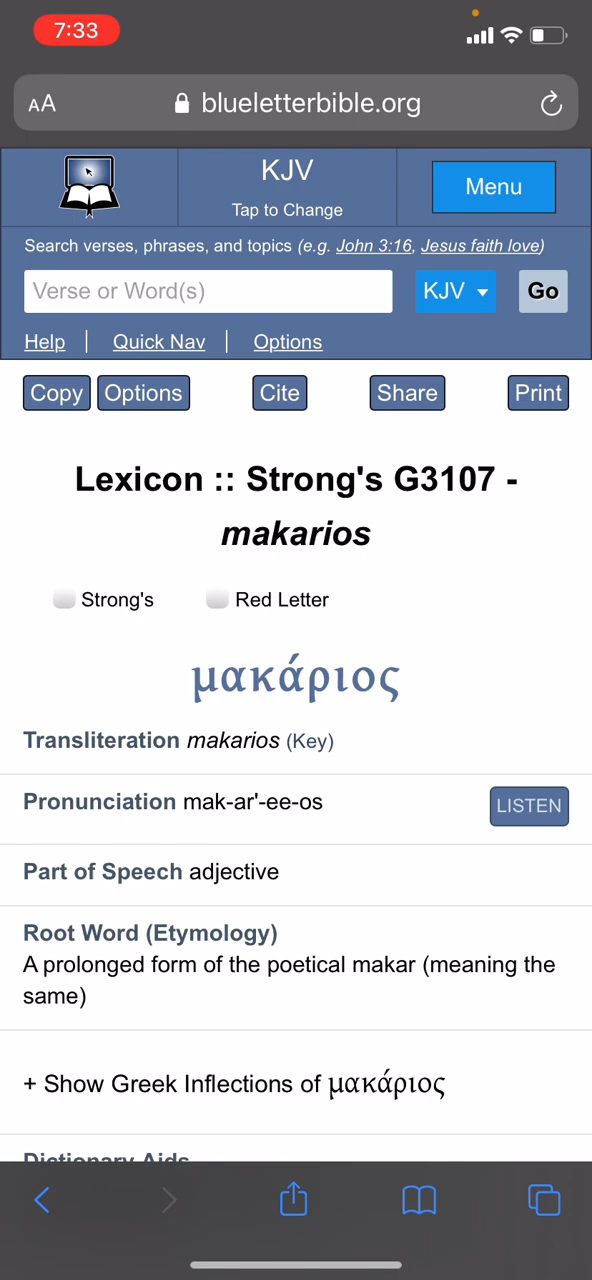 7:33
AA blueletterbible.org
KJV
Tap to Change
Menu
Search verses, phrases, and topics (e.g. John 3:16, Jesus faith love)
Verse or Word(s) KJV Go
Help Quick Nav Options
Copy Options Cite Share Print
Lexicon :: Strong's G3107 -
makarios
Strong's Red Letter
μακάριος
Transliteration makarios (Key)
Pronunciation mak-ar'-ee-os LISTEN
Part of Speech adjective
Root Word (Etymology)
A prolonged form of the poetical makar (meaning the
same)
+ Show Greek Inflections of μακάριος
Dictionary Aids